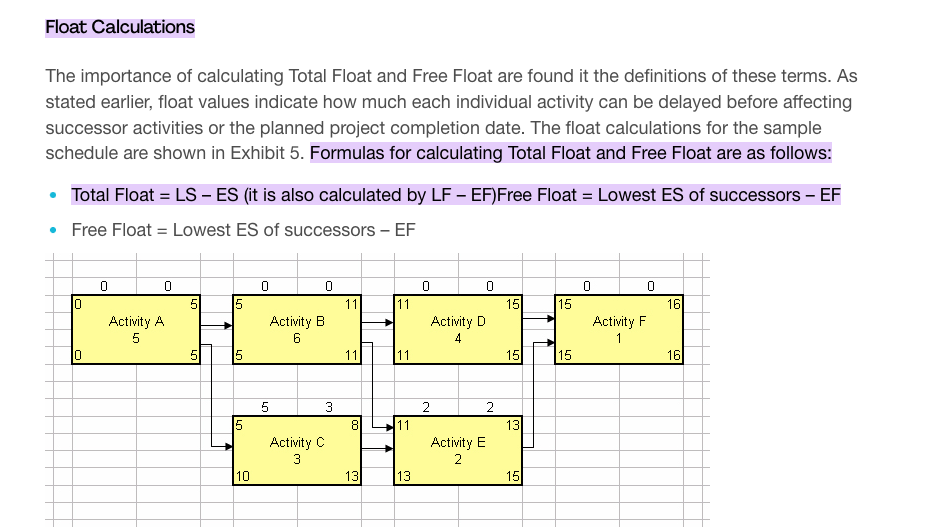 Float Calculations
The importance of calculating Total Float and Free Float are found it the definitions of these terms. As
stated earlier, float values indicate how much each individual activity can be delayed before affecting
successor activities or the planned project completion date. The float calculations for the sample
schedule are shown in Exhibit 5. Formulas for calculating Total Float and Free Float are as follows:
• Total Float = LS – ES (it is also calculated by LF – EF)Free Float = Lowest ES of successors – EF
• Free Float = Lowest ES of successors – EF
0 0 0 0 0 0 0 0
0 5 5 11 11 15 15 16
Activity A Activity B Activity D Activity F
5 6 4 1
0 5 5 11 11 15 15 16
5 3 2 2
5 8 11 13
Activity C Activity E
3 2
10 13 13 15